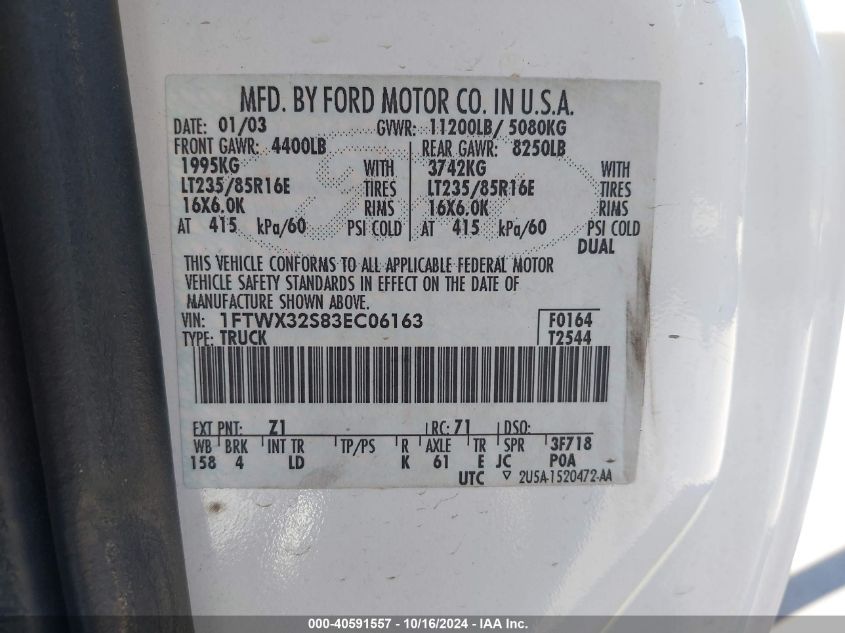 MFD. BY FORD MOTOR CO. IN U.S.A.
DATE: 01/03 GVWR: 11200LB/ 5080KG
FRONT GAWR: 4400LB REAR GAWR: 8250LB
1995KG WITH 3742KG WITH
LT235/85R16E TIRES LT235/85R16E TIRES
16X6.0K RIMS 16X6.0K RIMS
AT 415 kPa/60 PSI COLD AT 415 kPa/60 PSI COLD
DUAL
THIS VEHICLE CONFORMS TO ALL APPLICABLE FEDERAL MOTOR
VEHICLE SAFETY STANDARDS IN EFFECT ON THE DATE OF
MANUFACTURE SHOWN ABOVE.
VIN: 1FTWX32S83EC06163 F0164
TYPE: TRUCK T2544
EXT PNT: Z1 RC: 71 DSO:
WB BRK INT TR TP/PS R AXLE TR SPR 3F718
158 4 LD K 61 E JC POA
UTC ▽ 2U5A-1520472-AA
000-40591557 - 10/16/2024 - IAA Inc.